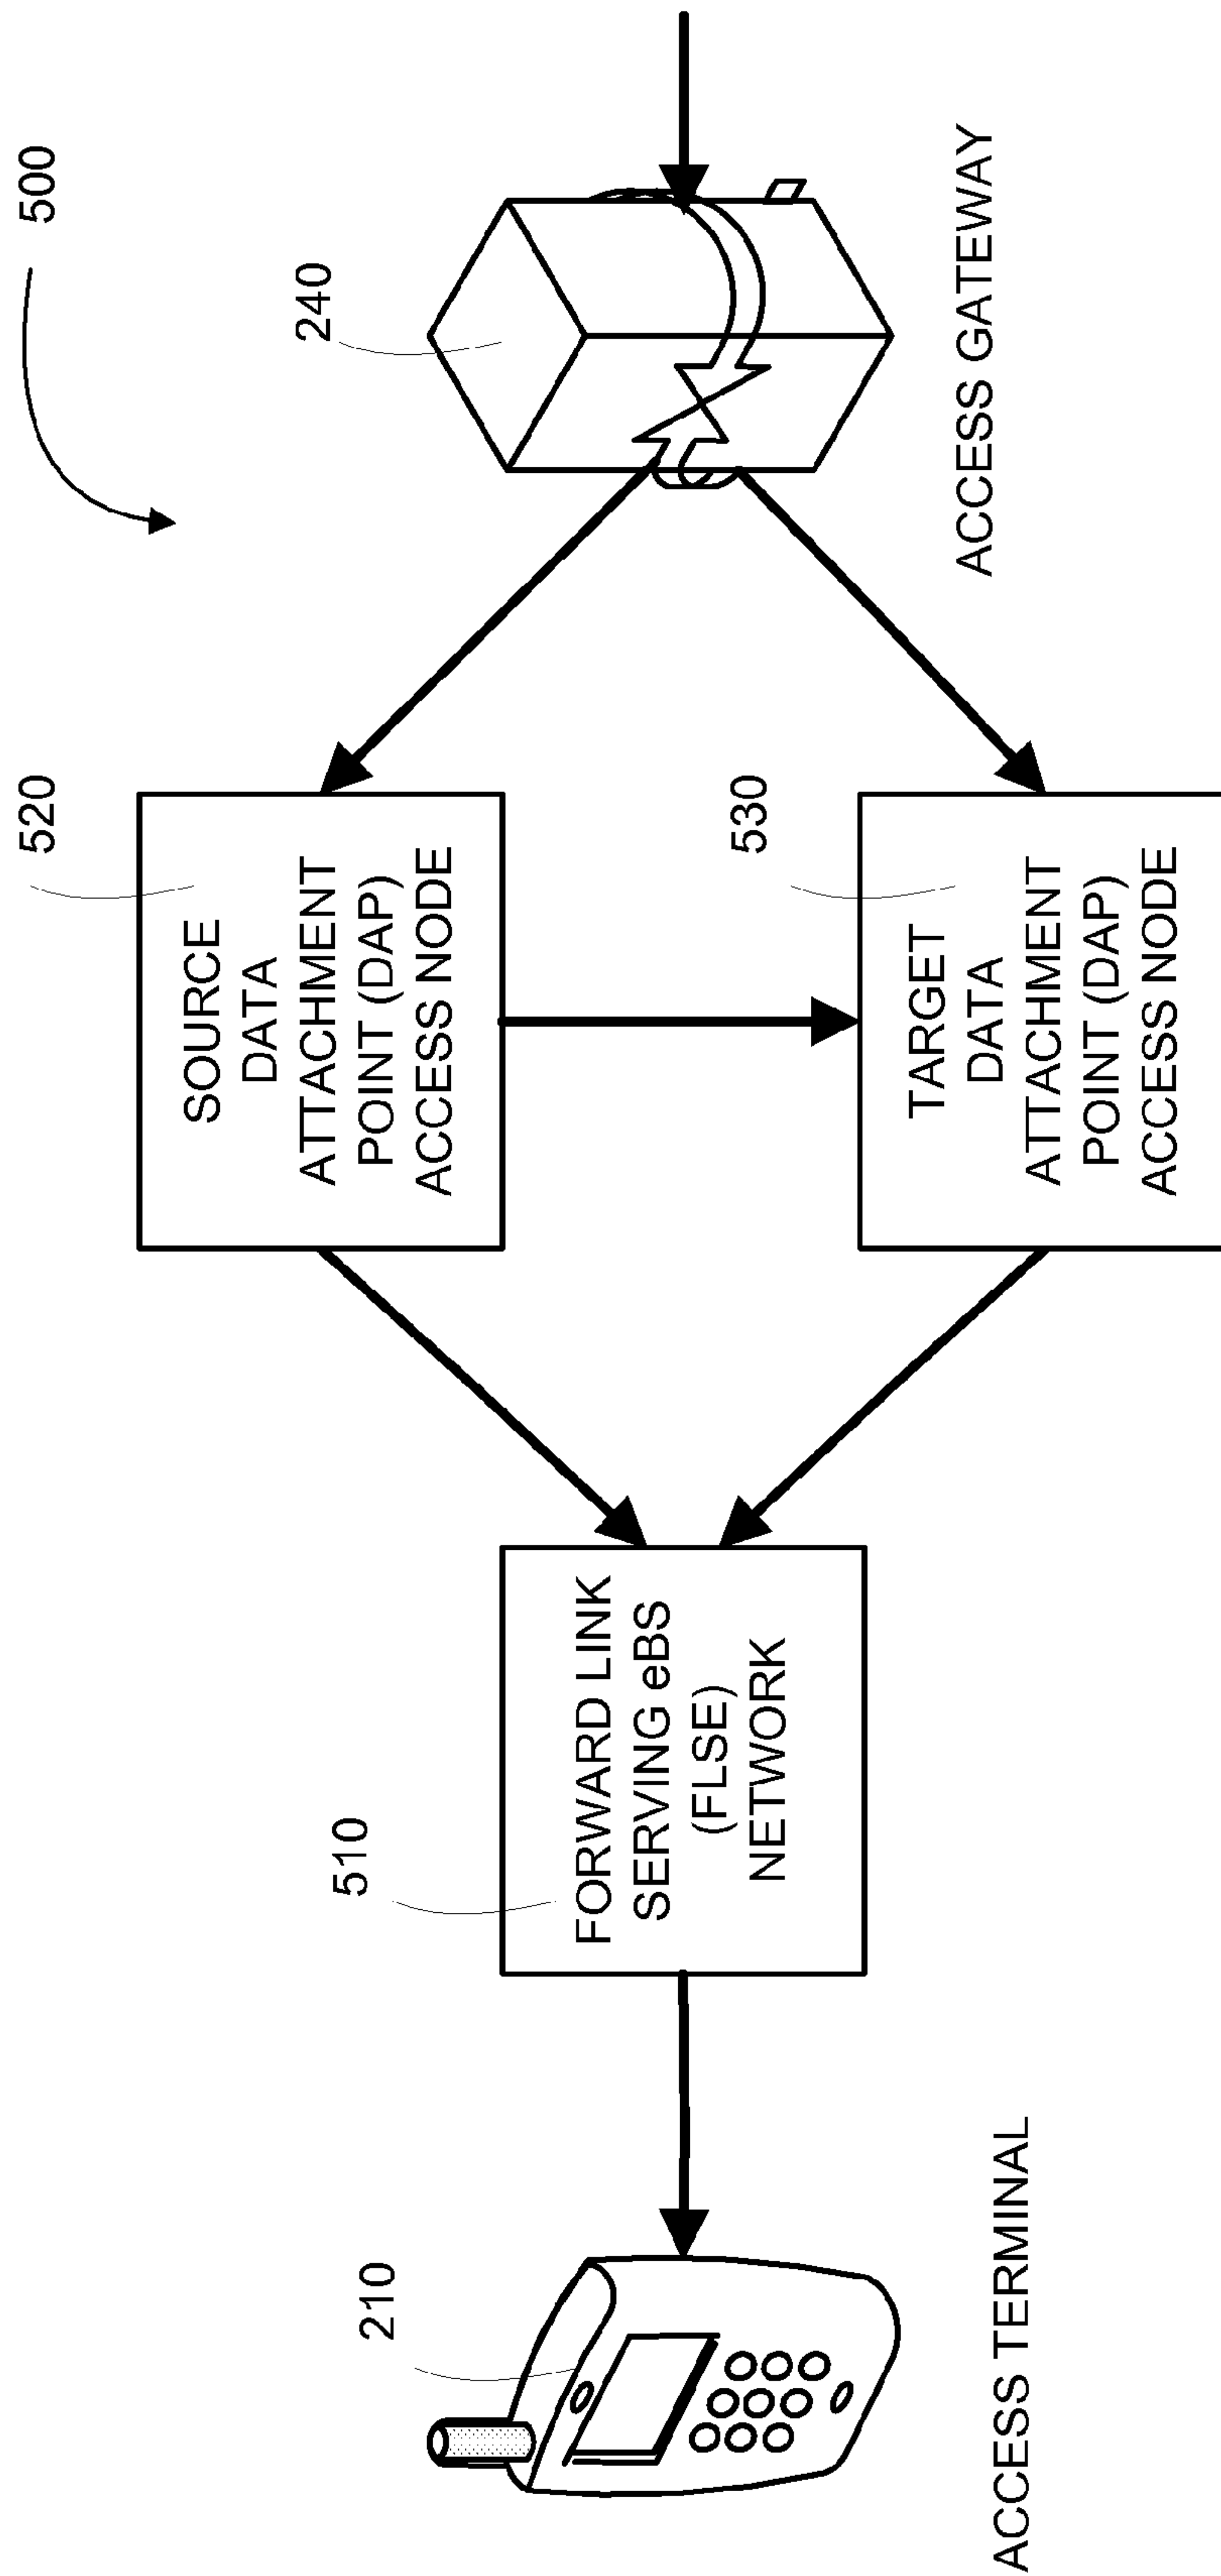 500
240
ACCESS GATEWAY
520
SOURCE
DATA
ATTACHMENT
POINT (DAP)
ACCESS NODE
530
TARGET
DATA
ATTACHMENT
POINT (DAP)
ACCESS NODE
510
FORWARD LINK
SERVING eBS
(FLSE)
NETWORK
210
ACCESS TERMINAL